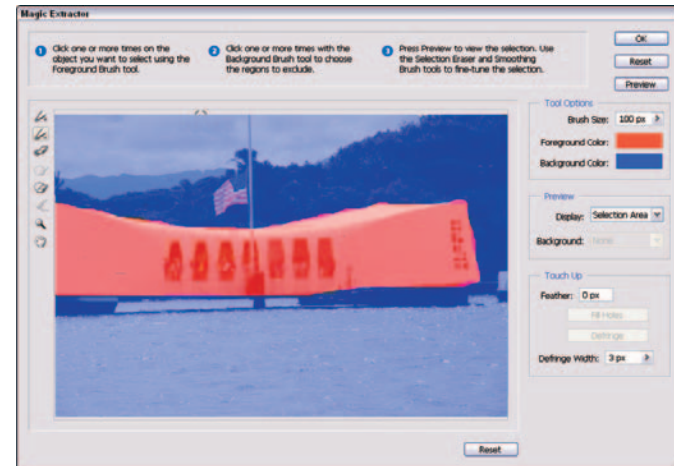 Magic Extractor
1 Click one or more times on the
object you want to select using the
Foreground Brush tool.
2 Click one or more times with the
Background Brush tool to choose
the regions to exclude.
3 Press Preview to view the selection. Use
the Selection Eraser and Smoothing
Brush tools to fine-tune the selection.
OK
Reset
Preview
Tool Options
Brush Size: 100 px
Foreground Color:
Background Color:
Preview
Display: Selection Area
Background: None
Touch Up
Feather: 0 px
Fill Holes
Defringe
Defringe Width: 3 px
Reset